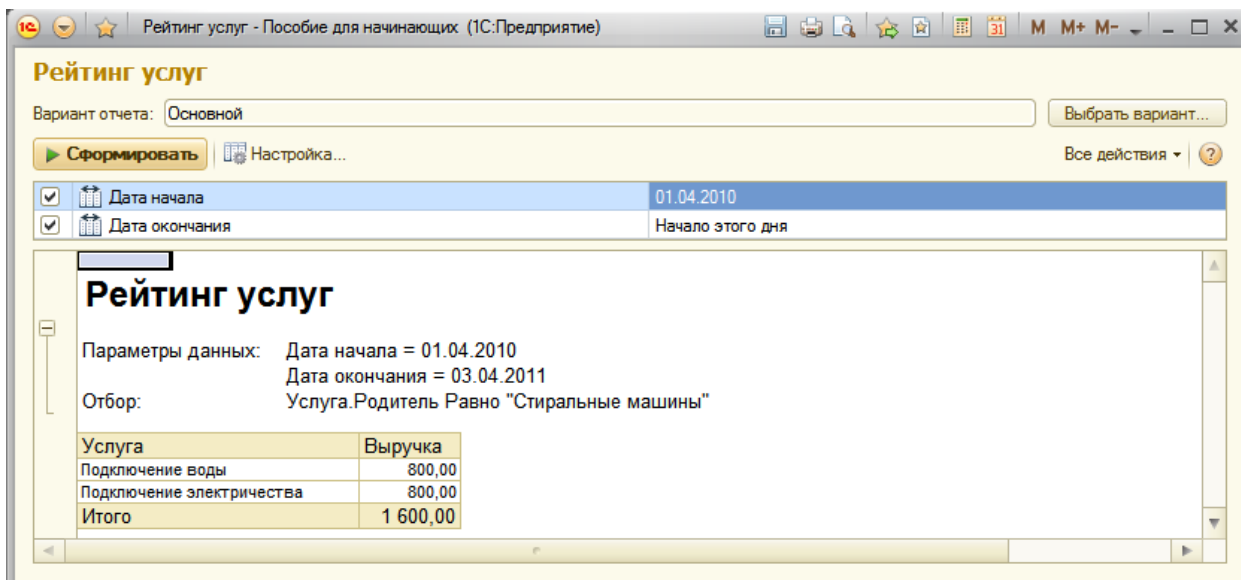 Рейтинг услуг - Пособие для начинающих (1С:Предприятие)
31 M M+ M-
Рейтинг услуг
Вариант отчета: Основной Выбрать вариант...
Сформировать Настройка... Все действия ?
Дата начала 01.04.2010
Дата окончания Начало этого дня
Рейтинг услуг
Параметры данных: Дата начала = 01.04.2010
Дата окончания = 03.04.2011
Отбор: Услуга.Родитель Равно "Стиральные машины"
Услуга Выручка
Подключение воды 800,00
Подключение электричества 800,00
Итого 1 600,00